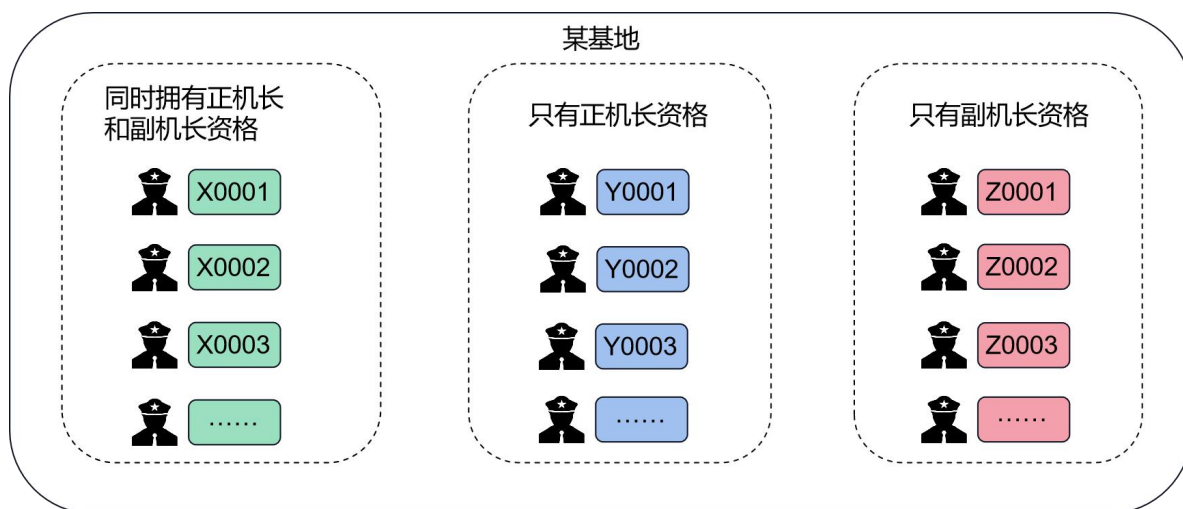 某基地
同时拥有正机长
和副机长资格
X0001
X0002
X0003
……
只有正机长资格
Y0001
Y0002
Y0003
……
只有副机长资格
Z0001
Z0002
Z0003
……